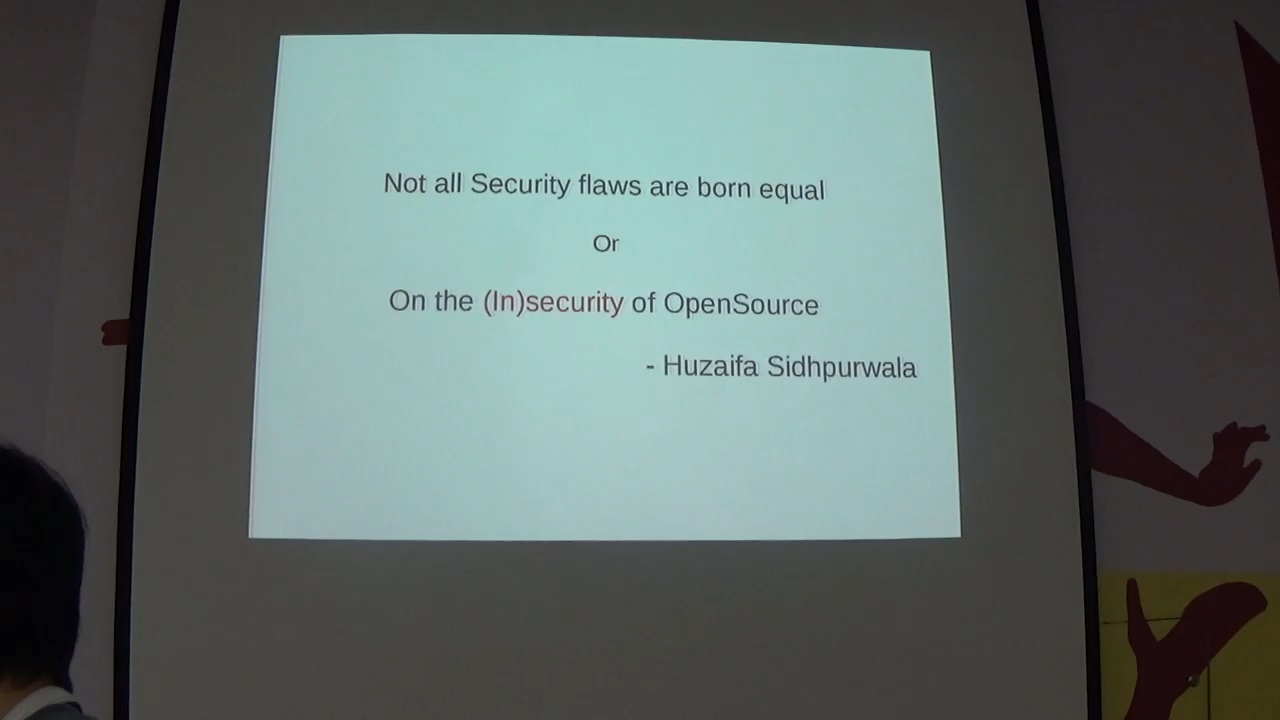 Not all Security flaws are born equal
Or
On the (In)security of OpenSource
- Huzaifa Sidhpurwala